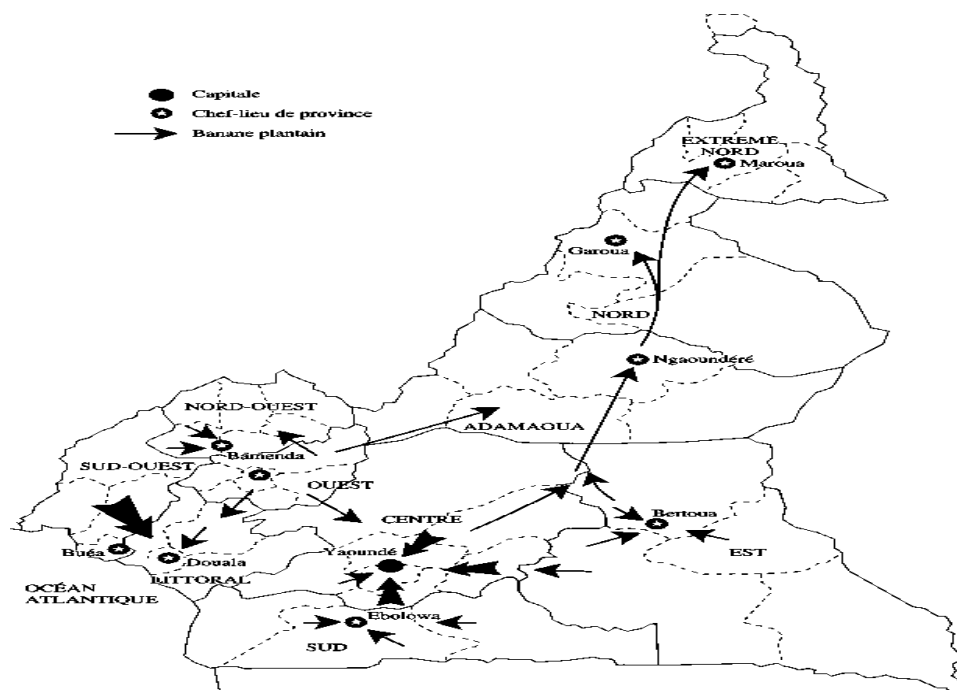 Capitale
Chef-lieu de province
Banane plantain
EXTREME
NORD
Maroua
Garoua
NORD
Ngaoundéré
NORD-OUEST
ADAMAOUA
Bamenda
SUD-OUEST
OUEST
CENTRE
Bertoua
Yaoundé
EST
Buéa
Douala
LITTORAL
OCÉAN
ATLANTIQUE
Ebolowa
SUD